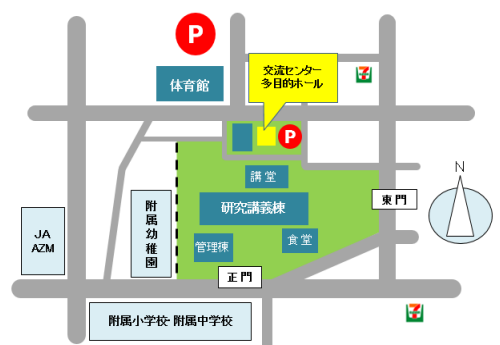 P
体育館
交流センター
多目的ホール
7
P
講堂
研究講義棟
附属幼稚園
東門
N
JA
AZM
管理棟
食堂
正門
附属小学校・附属中学校
7